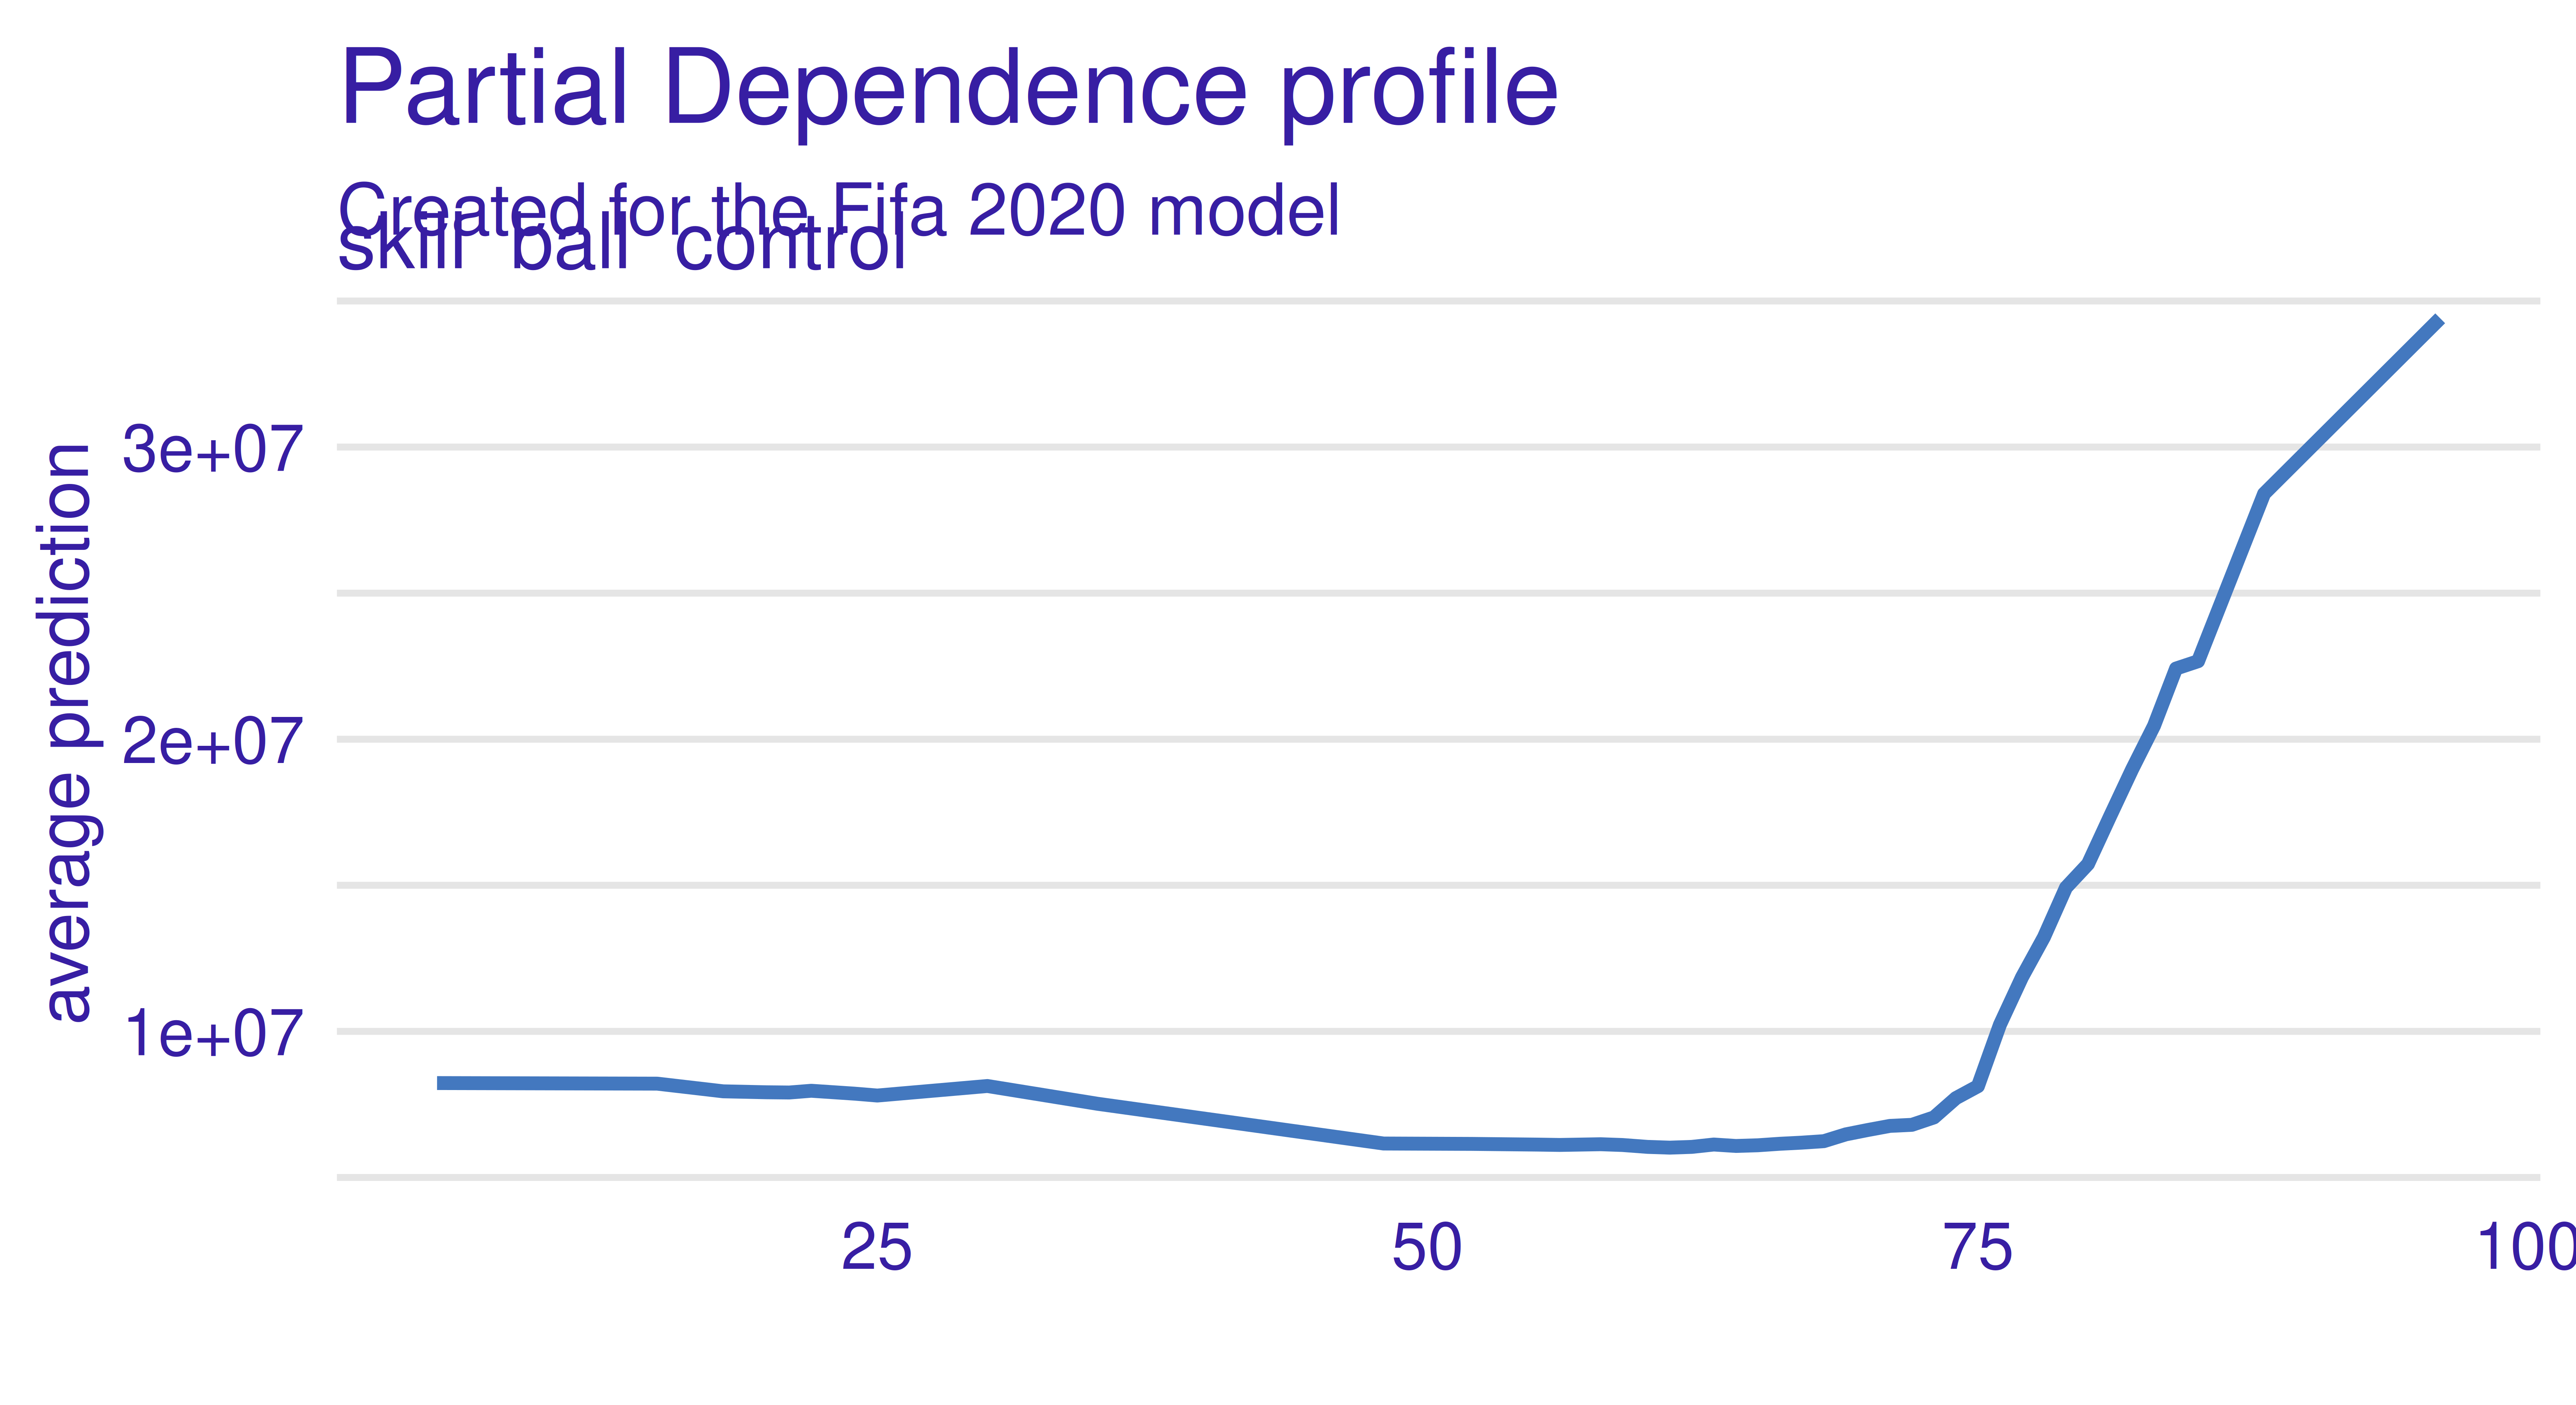 Partial Dependence profile
Created for the Fifa 2020 model
skill_ball_control
average prediction
3e+07
2e+07
1e+07
25
50
75
100